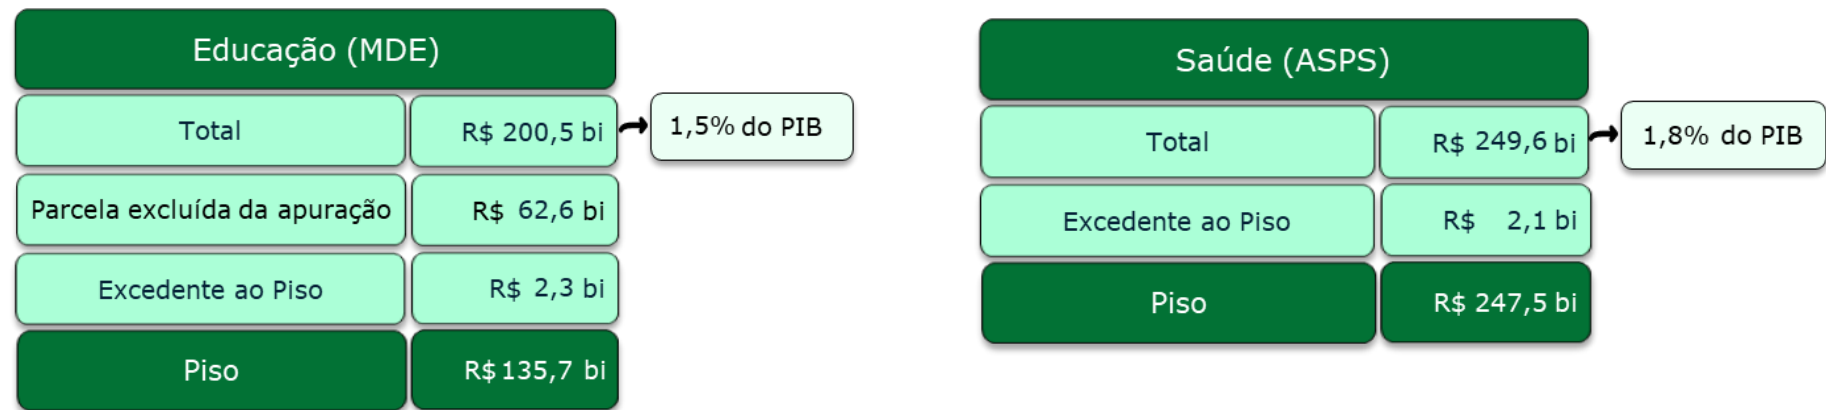 Educação (MDE)
Total R$ 200,5 bi 1,5% do PIB
Parcela excluída da apuração R$ 62,6 bi
Excedente ao Piso R$ 2,3 bi
Piso R$ 135,7 bi
Saúde (ASPS)
Total R$ 249,6 bi 1,8% do PIB
Excedente ao Piso R$ 2,1 bi
Piso R$ 247,5 bi